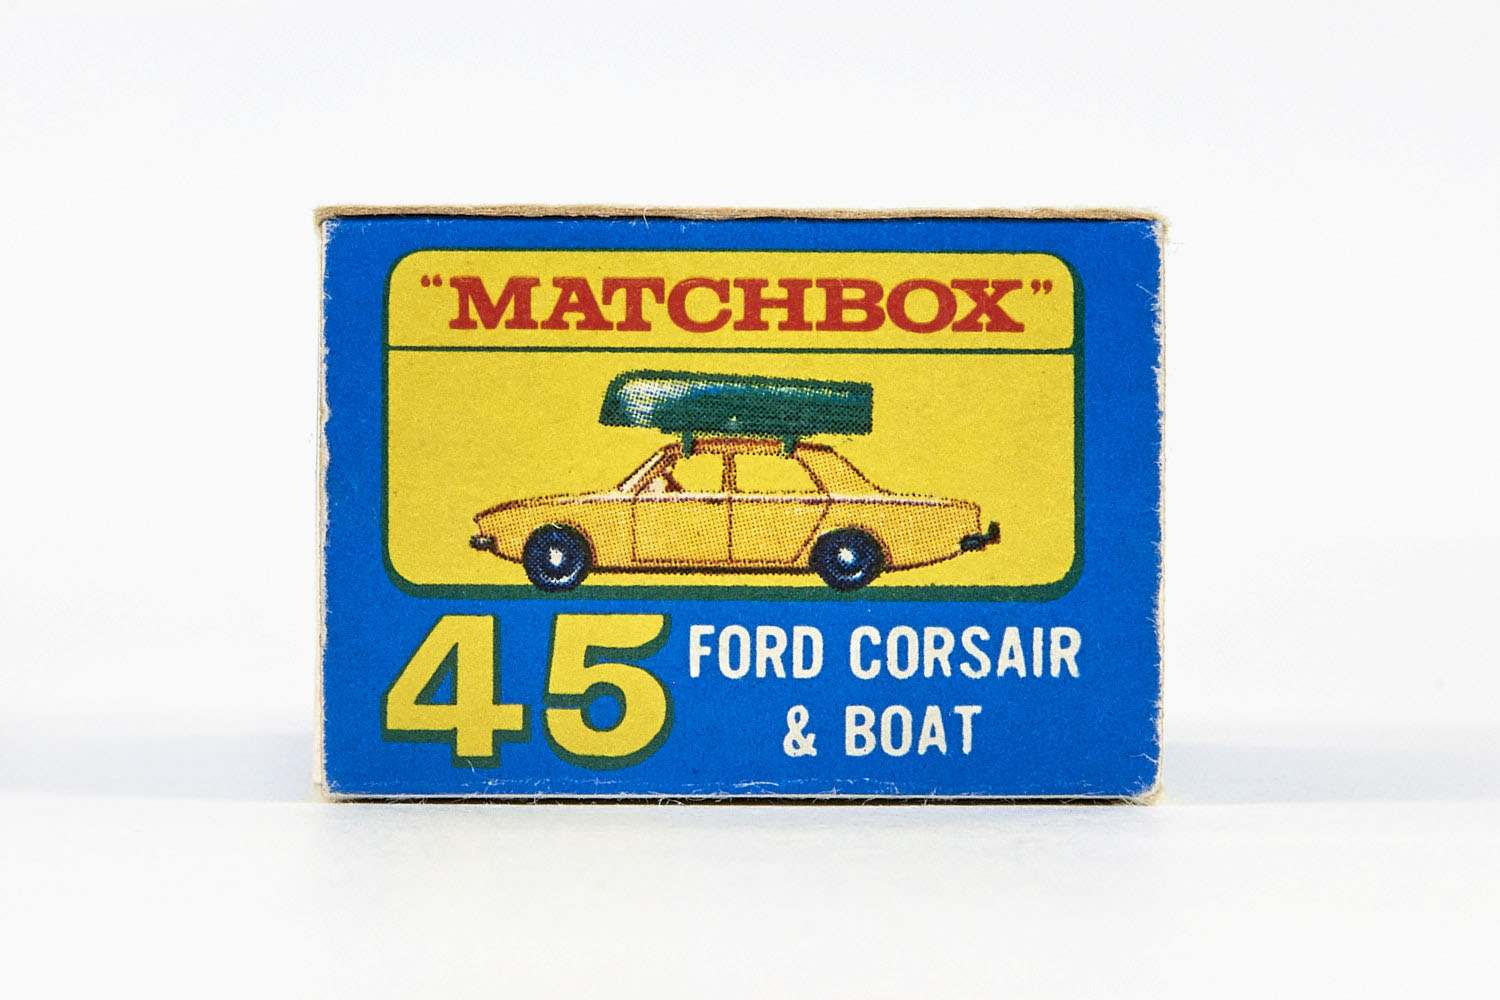 “MATCHBOX”
45 FORD CORSAIR
& BOAT